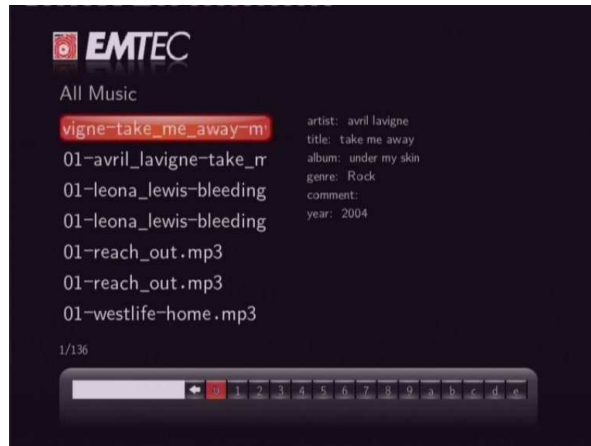 EMTEC
All Music
vigne-take_me_away-m
01-avril_lavigne-take_m
01-leona_lewis-bleeding
01-leona_lewis-bleeding
01-reach_out.mp3
01-reach_out.mp3
01-westlife-home.mp3
artist: avril lavigne
title: take me away
album: under my skin
genre: Rock
comment:
year: 2004
1/136
0 1 2 3 4 5 6 7 8 9 a b c d e